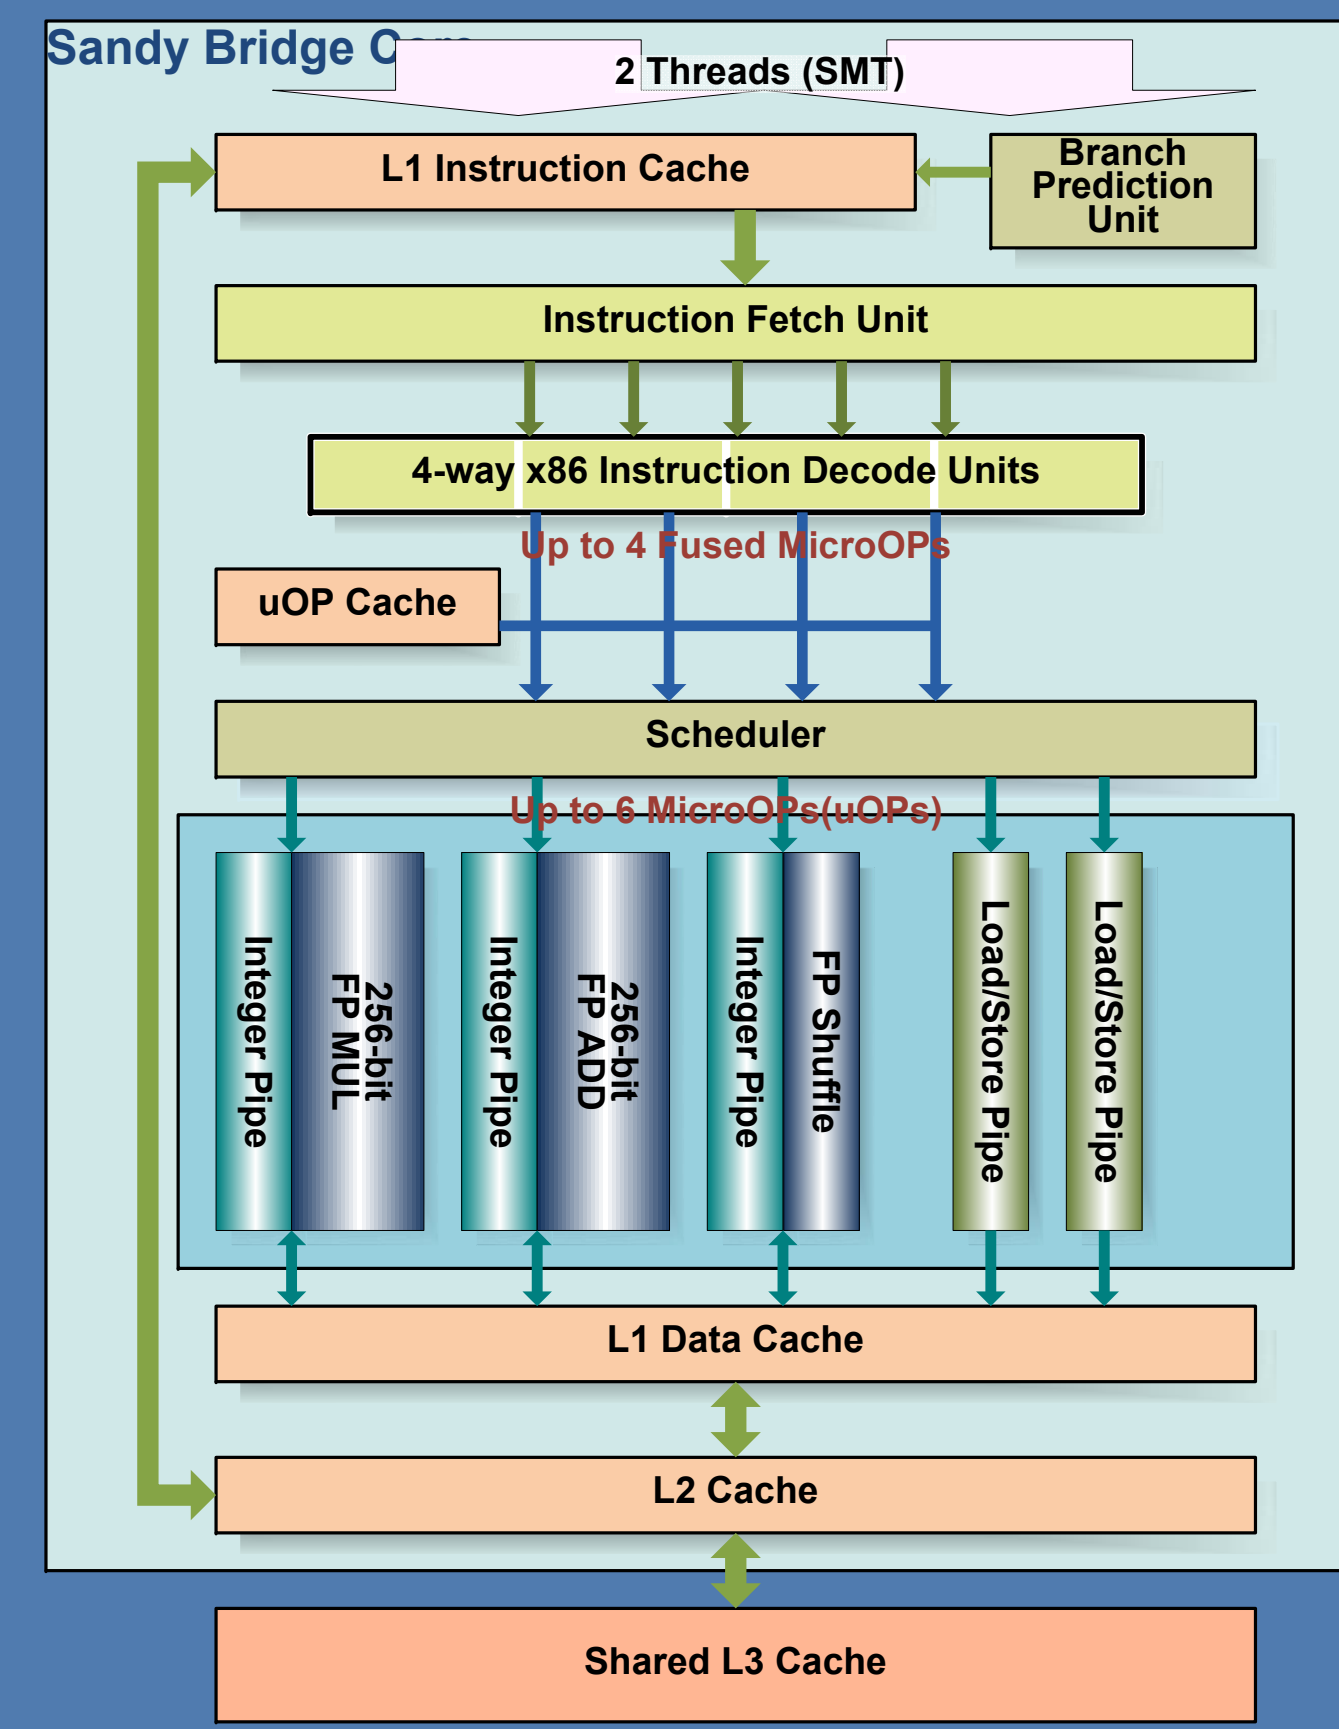 Sandy Bridge Core
2 Threads (SMT)
L1 Instruction Cache
Branch
Prediction
Unit
Instruction Fetch Unit
4-way x86 Instruction Decode Units
Up to 4 Fused MicroOPs
uOP Cache
Scheduler
Up to 6 MicroOPs(uOPs)
Integer Pipe
256-bit
FP MUL
Integer Pipe
256-bit
FP ADD
Integer Pipe
FP Shuffle
Load/Store Pipe
Load/Store Pipe
L1 Data Cache
L2 Cache
Shared L3 Cache